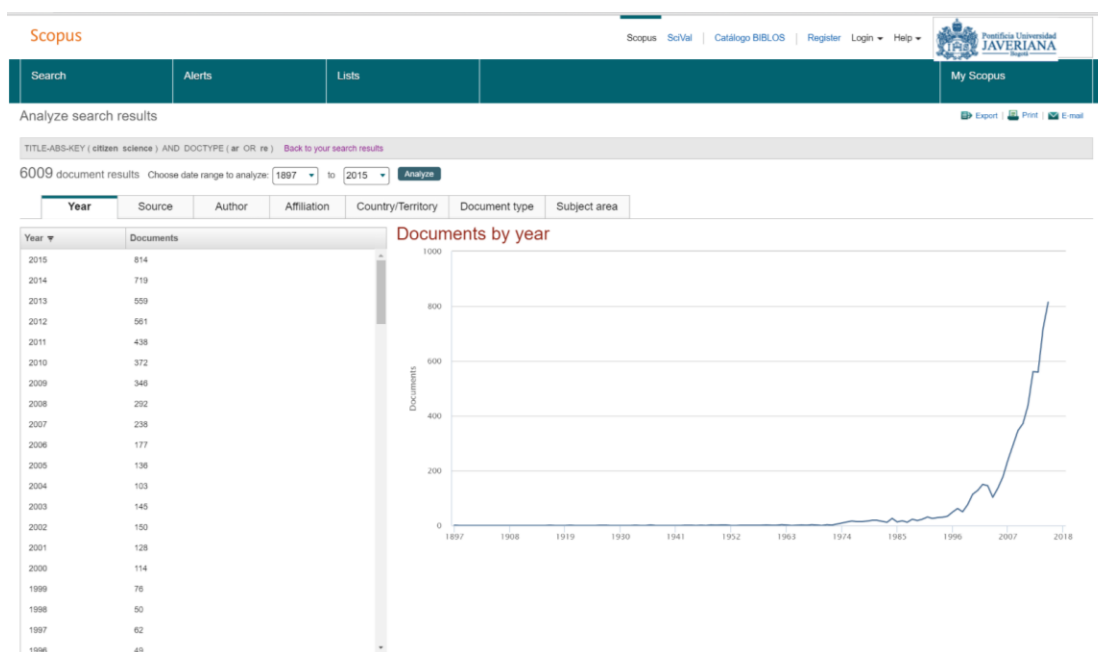 Scopus
Scopus SciVal | Catálogo BIBLOS | Register Login Help
Pontificia Universidad
JAVERIANA
Bogotá
Search Alerts Lists My Scopus
Analyze search results
Export | Print | E-mail
TITLE-ABS-KEY ( citizen science ) AND DOCTYPE ( ar OR re ) Back to your search results
6009 document results Choose date range to analyze: 1897 to 2015 Analyze
Year Source Author Affiliation Country/Territory Document type Subject area
Year Documents
2015 814
2014 719
2013 559
2012 561
2011 438
2010 372
2009 346
2008 292
2007 238
2006 177
2005 136
2004 103
2003 145
2002 150
2001 128
2000 114
1999 76
1998 50
1997 62
1996 49
Documents by year
Documents
1000
800
600
400
200
0
1897 1908 1919 1930 1941 1952 1963 1974 1985 1996 2007 2018